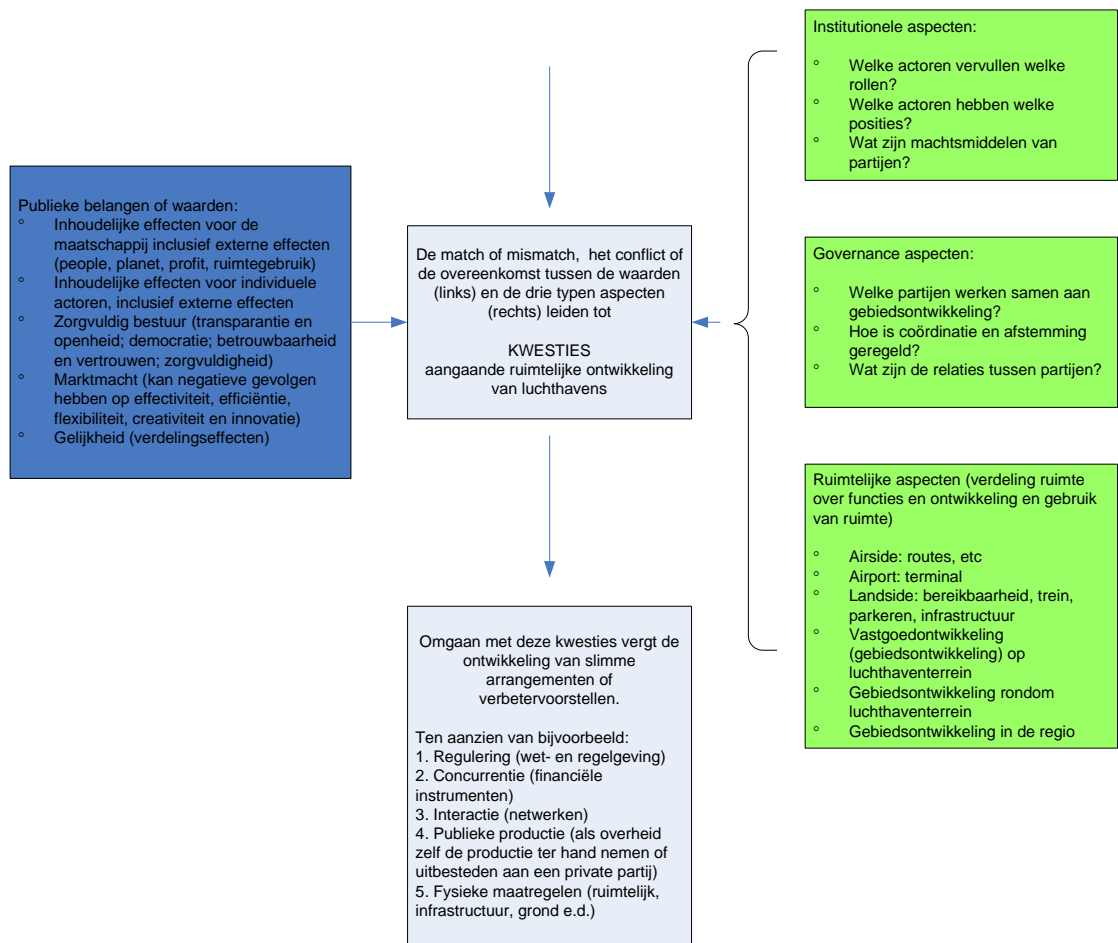 Publieke belangen of waarden:
° Inhoudelijke effecten voor de
maatschappij inclusief externe effecten
(people, planet, profit, ruimtegebruik)
° Inhoudelijke effecten voor individuele
actoren, inclusief externe effecten
° Zorgvuldig bestuur (transparantie en
openheid; democratie; betrouwbaarheid
en vertrouwen; zorgvuldigheid)
° Marktmacht (kan negatieve gevolgen
hebben op effectiviteit, efficiëntie,
flexibiliteit, creativiteit en innovatie)
° Gelijkheid (verdelingseffecten)
De match of mismatch, het conflict of
de overeenkomst tussen de waarden
(links) en de drie typen aspecten
(rechts) leiden tot
KWESTIES
aangaande ruimtelijke ontwikkeling
van luchthavens
Omgaan met deze kwesties vergt de
ontwikkeling van slimme
arrangementen of
verbetervoorstellen.
Ten aanzien van bijvoorbeeld:
1. Regulering (wet- en regelgeving)
2. Concurrentie (financiële
instrumenten)
3. Interactie (netwerken)
4. Publieke productie (als overheid
zelf de productie ter hand nemen of
uitbesteden aan een private partij)
5. Fysieke maatregelen (ruimtelijk,
infrastructuur, grond e.d.)
Institutionele aspecten:
° Welke actoren vervullen welke
rollen?
° Welke actoren hebben welke
posities?
° Wat zijn machtsmiddelen van
partijen?
Governance aspecten:
° Welke partijen werken samen aan
gebiedsontwikkeling?
° Hoe is coördinatie en afstemming
geregeld?
° Wat zijn de relaties tussen partijen?
Ruimtelijke aspecten (verdeling ruimte
over functies en ontwikkeling en gebruik
van ruimte)
° Airside: routes, etc
° Airport: terminal
° Landside: bereikbaarheid, trein,
parkeren, infrastructuur
° Vastgoedontwikkeling
(gebiedsontwikkeling) op
luchthaventerrein
° Gebiedsontwikkeling rondom
luchthaventerrein
° Gebiedsontwikkeling in de regio